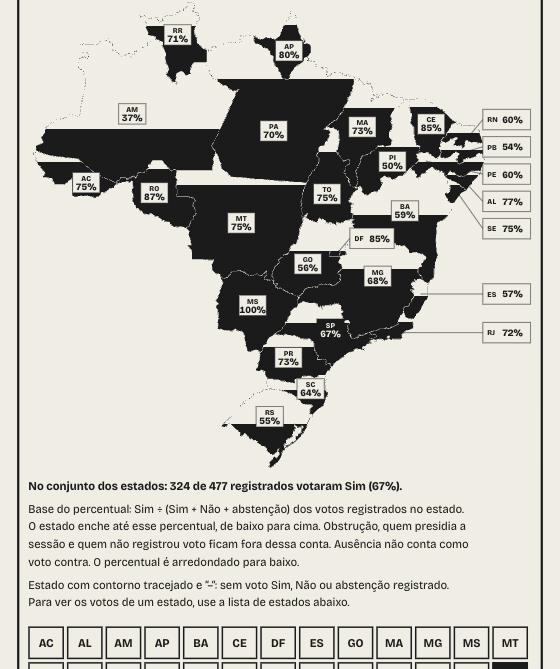 RR
71%
AP
80%
AM
37%
PA
70%
MA
73%
CE
85%
RN 60%
PB 54%
PI
50%
PE 60%
AC
75%
RO
87%
TO
75%
AL 77%
MT
75%
BA
59%
SE 75%
DF 85%
GO
56%
MG
68%
ES 57%
MS
100%
SP
67%
RJ 72%
PR
73%
SC
64%
RS
55%
No conjunto dos estados: 324 de 477 registrados votaram Sim (67%).
Base do percentual: Sim ÷ (Sim + Não + abstenção) dos votos registrados no estado.
O estado enche até esse percentual, de baixo para cima. Obstrução, quem presidia a
sessão e quem não registrou voto ficam fora dessa conta. Ausência não conta como
voto contra. O percentual é arredondado para baixo.
Estado com contorno tracejado e "–": sem voto Sim, Não ou abstenção registrado.
Para ver os votos de um estado, use a lista de estados abaixo.
AC AL AM AP BA CE DF ES GO MA MG MS MT